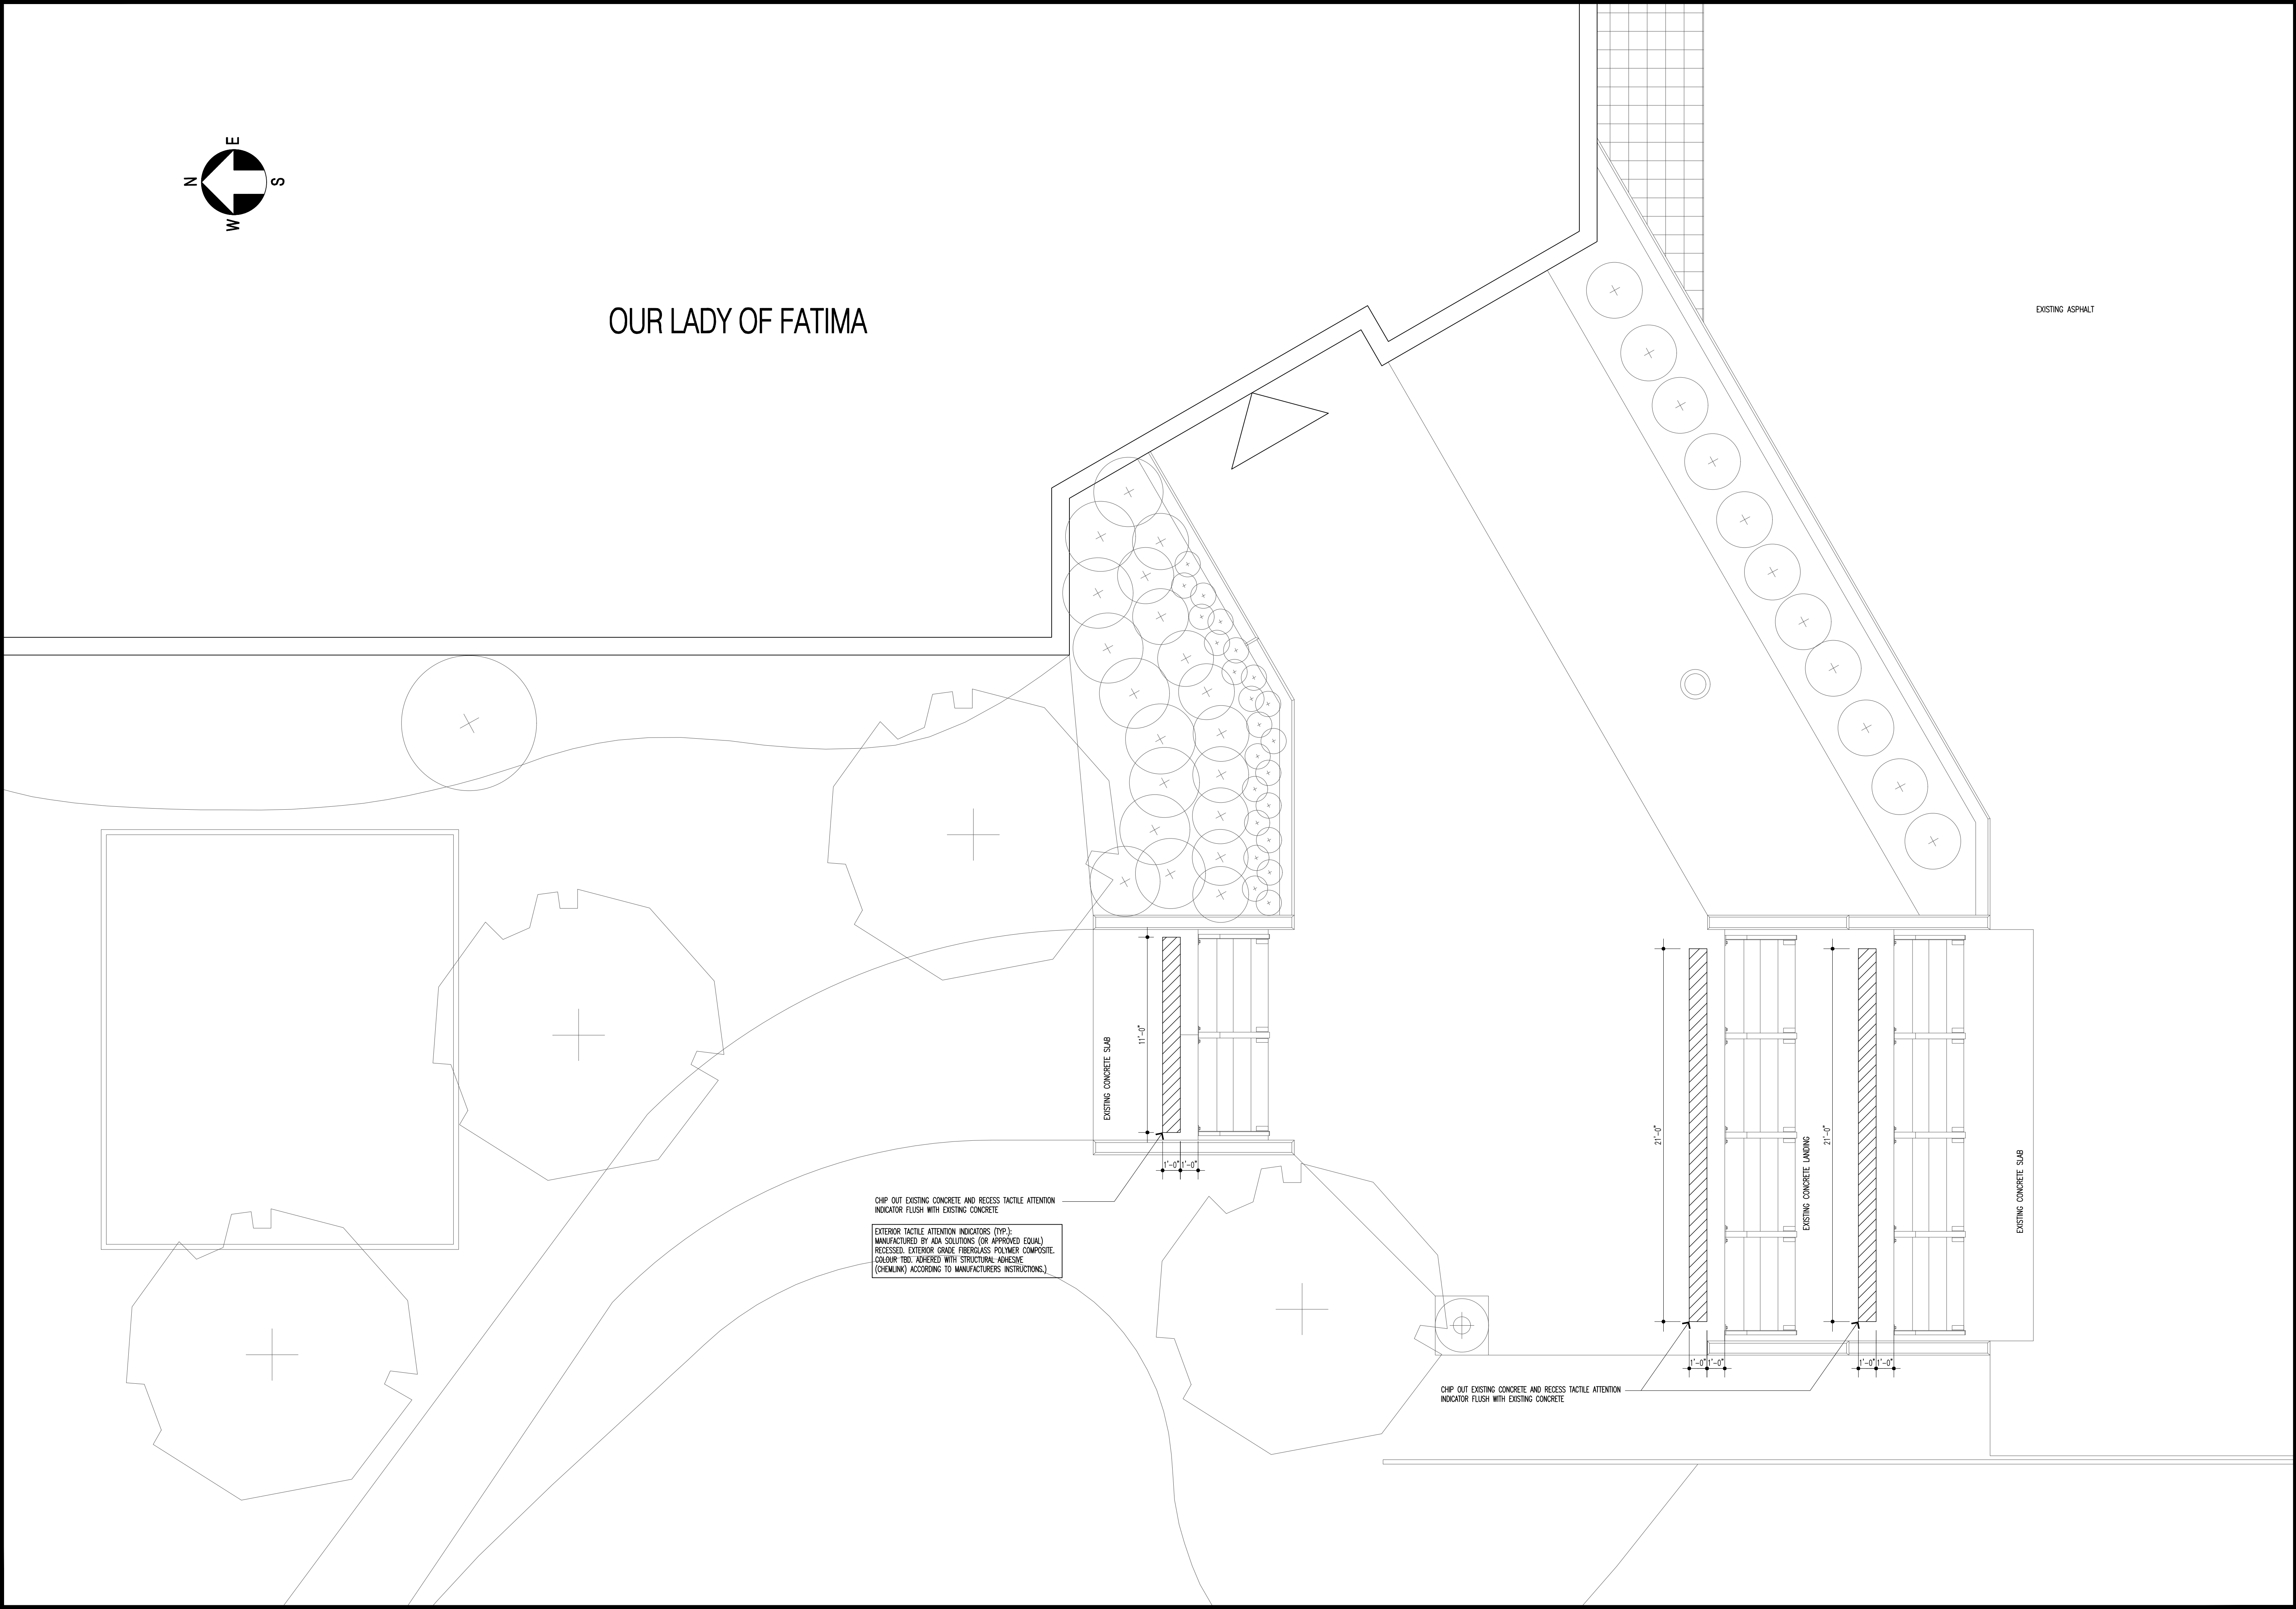 E
N
S
W
OUR LADY OF FATIMA
EXISTING ASPHALT
11'-0"
EXISTING CONCRETE SLAB
1'-0"
1'-0"
CHIP OUT EXISTING CONCRETE AND RECESS TACTILE ATTENTION
INDICATOR FLUSH WITH EXISTING CONCRETE
EXTERIOR TACTILE ATTENTION INDICATORS (TYP.):
MANUFACTURED BY ADA SOLUTIONS (OR APPROVED EQUAL)
RECESSED. EXTERIOR GRADE FIBERGLASS POLYMER COMPOSITE.
COLOUR TBD. ADHERED WITH STRUCTURAL ADHESIVE
(CHEMLINK) ACCORDING TO MANUFACTURERS INSTRUCTIONS.)
21'-0"
EXISTING CONCRETE LANDING
21'-0"
EXISTING CONCRETE SLAB
1'-0"
1'-0"
1'-0"
1'-0"
CHIP OUT EXISTING CONCRETE AND RECESS TACTILE ATTENTION
INDICATOR FLUSH WITH EXISTING CONCRETE